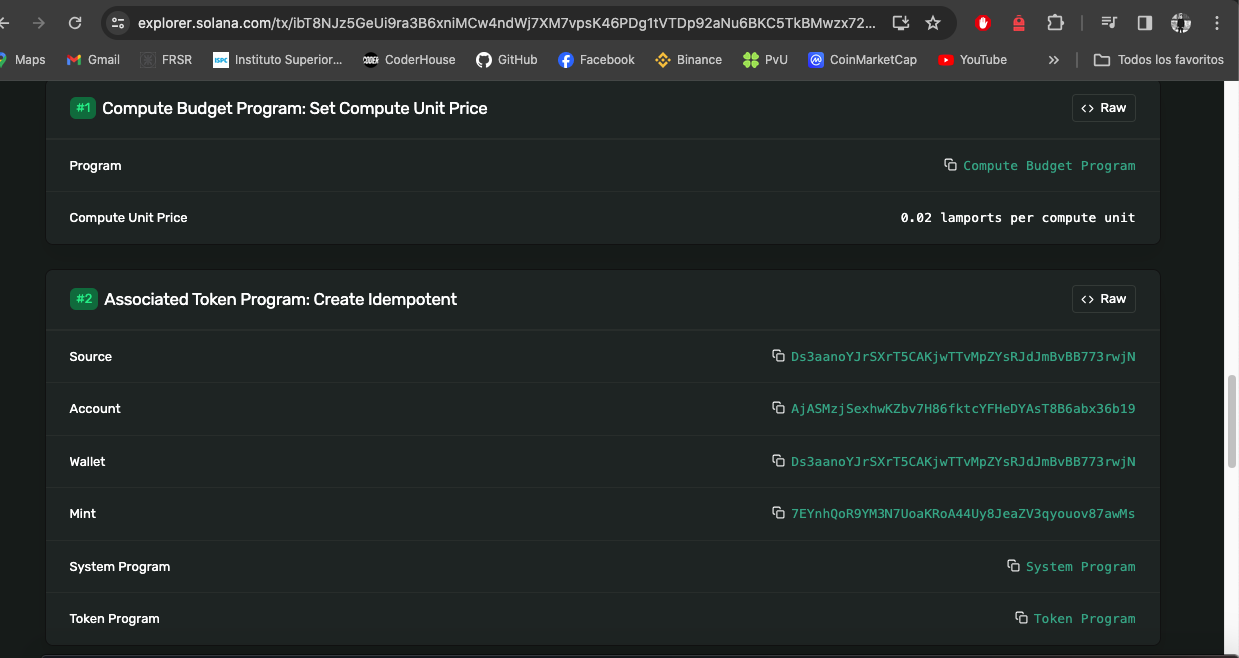 explorer.solana.com/tx/ibT8NJz5GeUi9ra3B6xniMCw4ndWj7XM7vpsK46PDg1tVTDp92aNu6BKC5TkBMwzx72...
Maps Gmail FRSR Instituto Superior... CoderHouse GitHub Facebook Binance PvU CoinMarketCap YouTube » Todos los favoritos
#1 Compute Budget Program: Set Compute Unit Price <> Raw
Program Compute Budget Program
Compute Unit Price 0.02 lamports per compute unit
#2 Associated Token Program: Create Idempotent <> Raw
Source Ds3aanoYJrSXrT5CAKjwTTvMpZYsRJdJmBvBB773rwjN
Account AjASMzjSexhwKZbv7H86fktcYFHeDYAsT8B6abx36b19
Wallet Ds3aanoYJrSXrT5CAKjwTTvMpZYsRJdJmBvBB773rwjN
Mint 7EYnhQoR9YM3N7UoaKRoA44Uy8JeaZV3qyouov87awMs
System Program System Program
Token Program Token Program